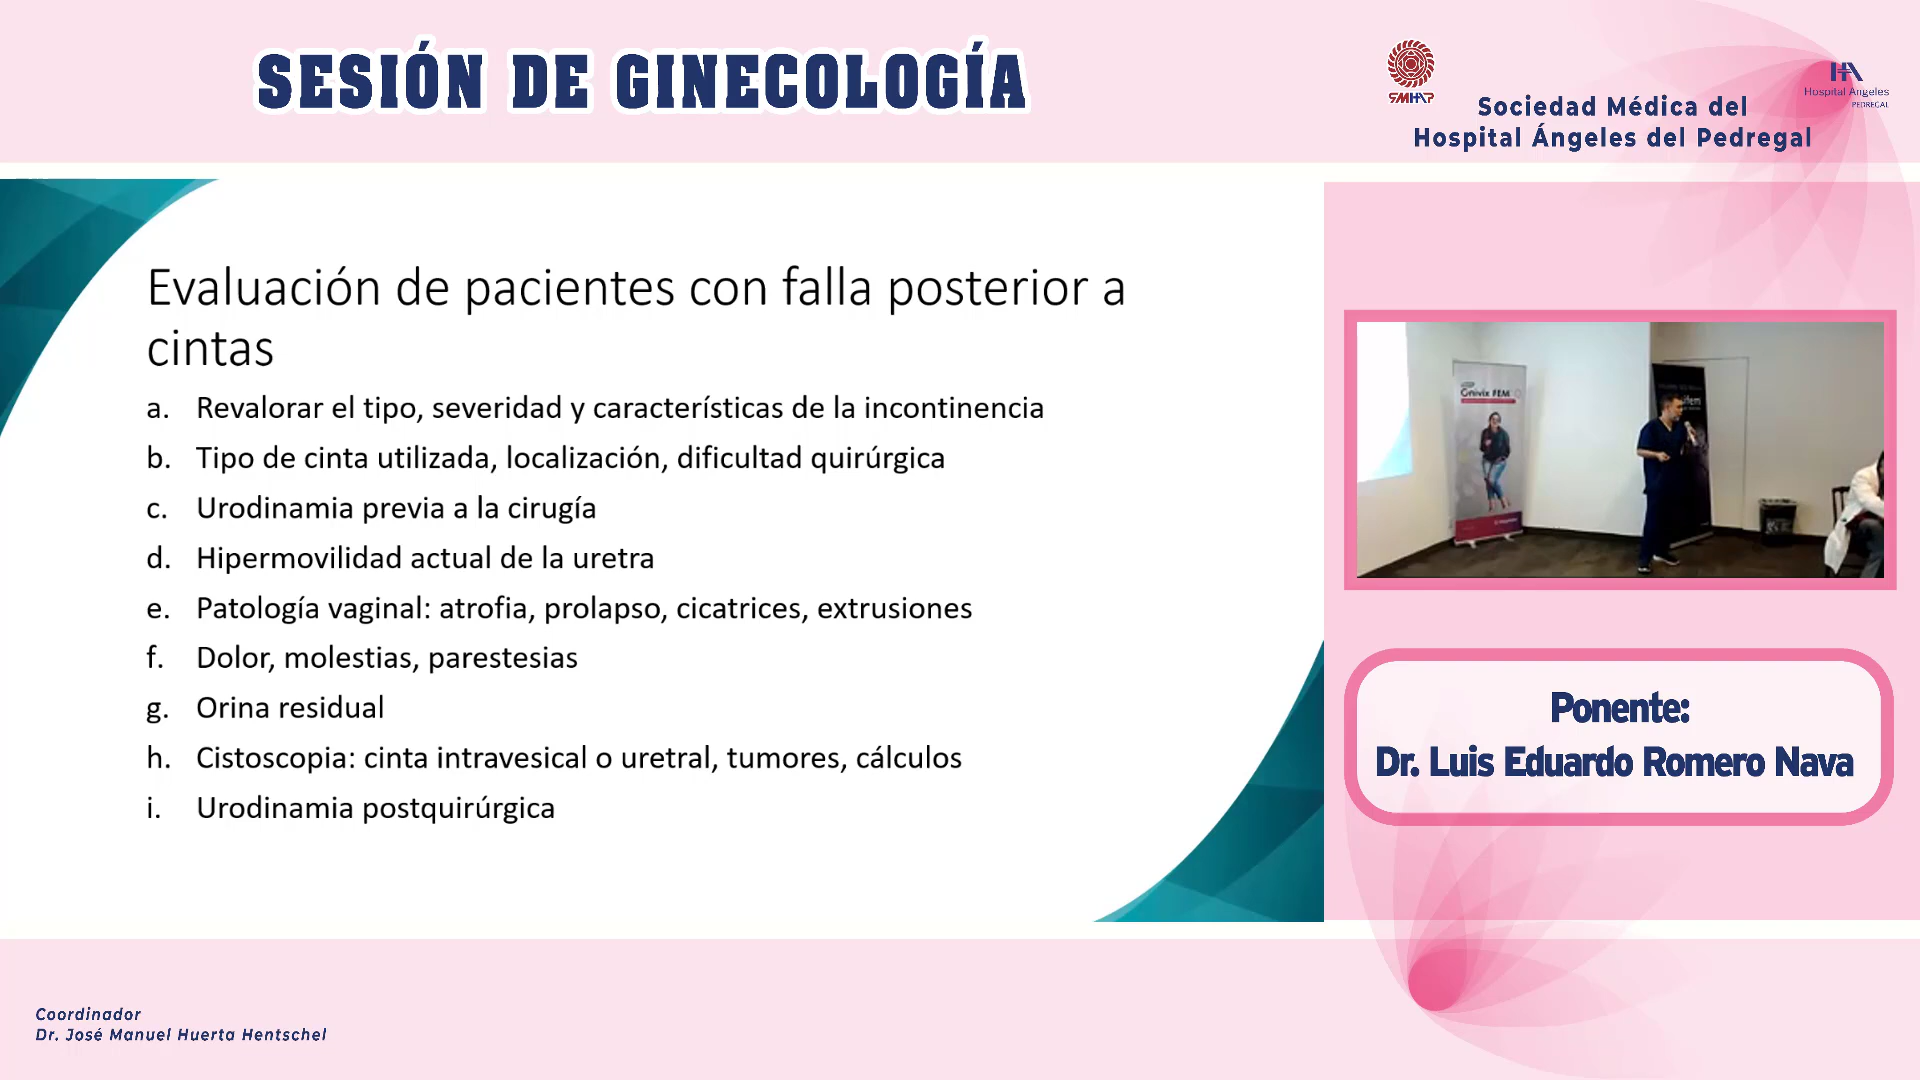 SESIÓN DE GINECOLOGÍA
SMHAP
Sociedad Médica del
Hospital Ángeles del Pedregal
HA
Hospital Angeles
PEDREGAL
Evaluación de pacientes con falla posterior a
cintas
a. Revalorar el tipo, severidad y características de la incontinencia
b. Tipo de cinta utilizada, localización, dificultad quirúrgica
c. Urodinamia previa a la cirugía
d. Hipermovilidad actual de la uretra
e. Patología vaginal: atrofia, prolapso, cicatrices, extrusiones
f. Dolor, molestias, parestesias
g. Orina residual
h. Cistoscopia: cinta intravesical o uretral, tumores, cálculos
i. Urodinamia postquirúrgica
Ponente:
Dr. Luis Eduardo Romero Nava
Coordinador
Dr. José Manuel Huerta Hentschel